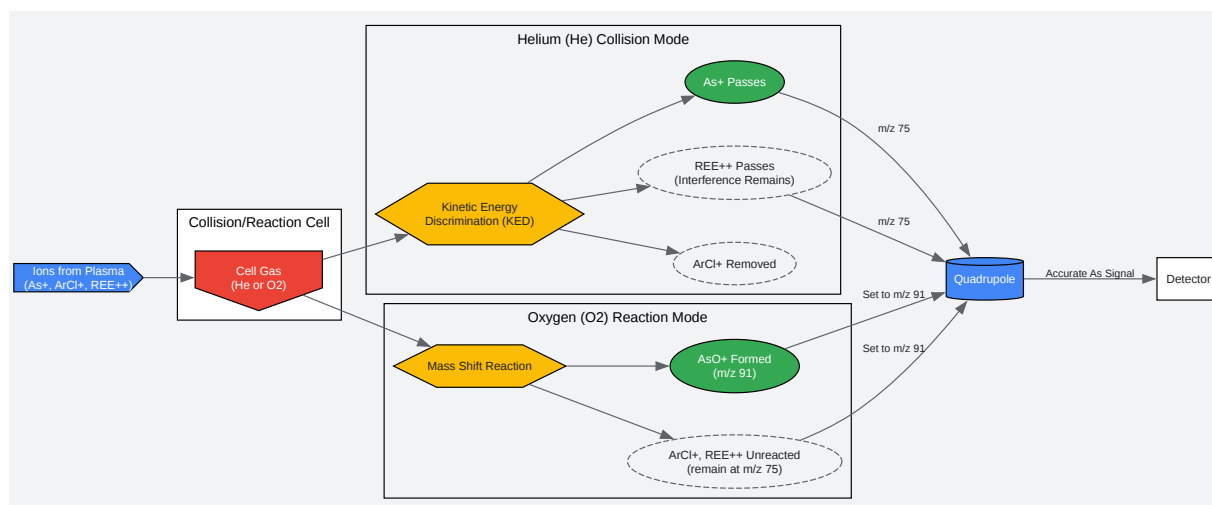 Helium (He) Collision Mode
As+ Passes
m/z 75
REE++ Passes
(Interference Remains)
Kinetic Energy
Discrimination (KED)
m/z 75
Collision/Reaction Cell
ArCl+ Removed
Ions from Plasma
(As+, ArCl+, REE++)
Cell Gas
(He or O2)
Quadrupole
Accurate As Signal
Detector
Set to m/z 91
Oxygen (O2) Reaction Mode
Set to m/z 91
Mass Shift Reaction
AsO+ Formed
(m/z 91)
ArCl+, REE++ Unreacted
(remain at m/z 75)